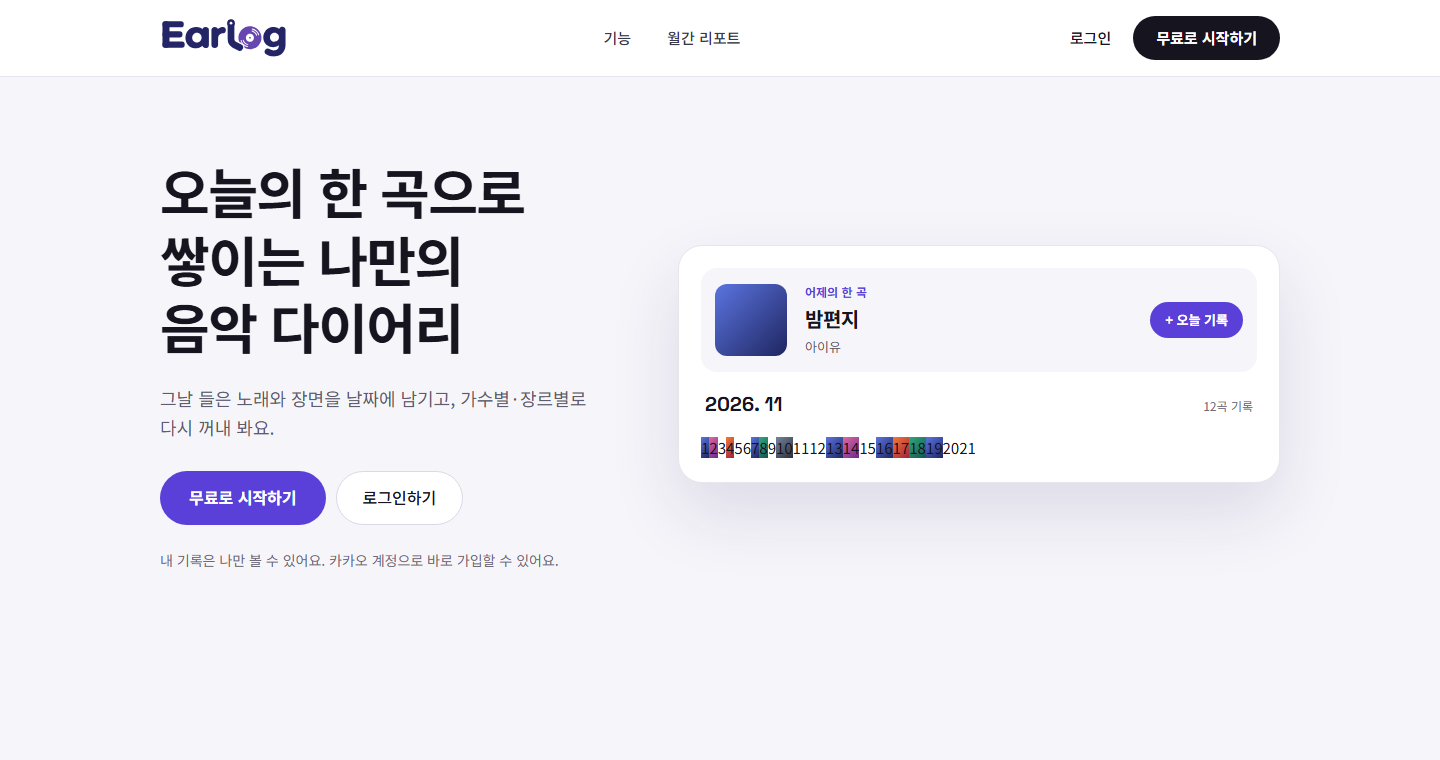 Earlog
기능
월간 리포트
로그인
무료로 시작하기
오늘의 한 곡으로
쌓이는 나만의
음악 다이어리
그날 들은 노래와 장면을 날짜에 남기고, 가수별·장르별로
다시 꺼내 봐요.
무료로 시작하기
로그인하기
내 기록은 나만 볼 수 있어요. 카카오 계정으로 바로 가입할 수 있어요.
어제의 한 곡
밤편지
아이유
+ 오늘 기록
2026. 11
12곡 기록
123456789101112131415161718192021